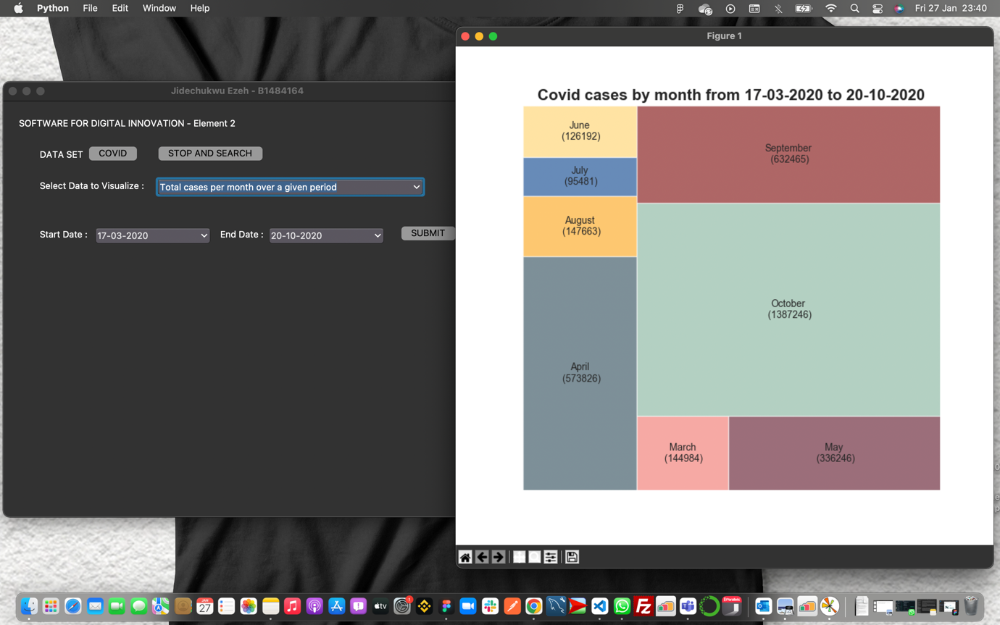 Python File Edit Window Help
Fri 27 Jan 23:40
Figure 1
Jidechukwu Ezeh - B1484164
SOFTWARE FOR DIGITAL INNOVATION - Element 2
DATA SET COVID STOP AND SEARCH
Select Data to Visualize : Total cases per month over a given period
Start Date : 17-03-2020 End Date : 20-10-2020 SUBMIT
Covid cases by month from 17-03-2020 to 20-10-2020
June
(126192)
September
(632465)
July
(95481)
August
(147663)
October
(1387246)
April
(573826)
March
(144984)
May
(336246)
JAN
27
tv
1
FZ